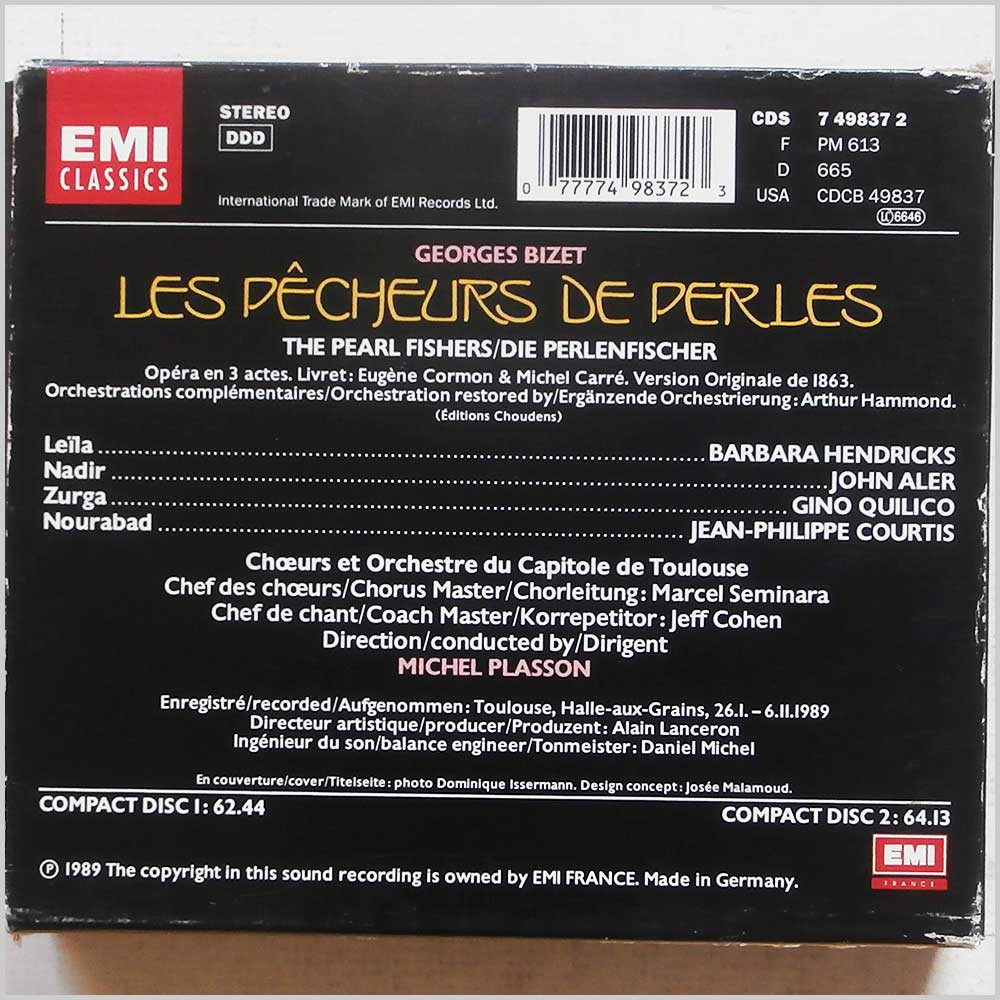 EMI
CLASSICS
STEREO
DDD
International Trade Mark of EMI Records Ltd.
0 77774 98372 3
CDS 7 49837 2
F PM 613
D 665
USA CDCB 49837
LC 6646
GEORGES BIZET
LES PÊCHEURS DE PERLES
THE PEARL FISHERS/DIE PERLENFISCHER
Opéra en 3 actes. Livret: Eugène Cormon & Michel Carré. Version Originale de 1863.
Orchestrations complémentaires/Orchestration restored by/Ergänzende Orchestrierung: Arthur Hammond.
(Éditions Choudens)
Leïla BARBARA HENDRICKS
Nadir JOHN ALER
Zurga GINO QUILICO
Nourabad JEAN-PHILIPPE COURTIS
Chœurs et Orchestre du Capitole de Toulouse
Chef des chœurs/Chorus Master/Chorleitung: Marcel Seminara
Chef de chant/Coach Master/Korrepetitor: Jeff Cohen
Direction/conducted by/Dirigent
MICHEL PLASSON
Enregistré/recorded/Aufgenommen: Toulouse, Halle-aux-Grains, 26.1. – 6.11.1989
Directeur artistique/producer/Produzent: Alain Lanceron
Ingénieur du son/balance engineer/Tonmeister: Daniel Michel
En couverture/cover/Titelseite: photo Dominique Issermann. Design concept: Josée Malamoud.
COMPACT DISC 1: 62.44
COMPACT DISC 2: 64.13
EMI
FRANCE
℗ 1989 The copyright in this sound recording is owned by EMI FRANCE. Made in Germany.